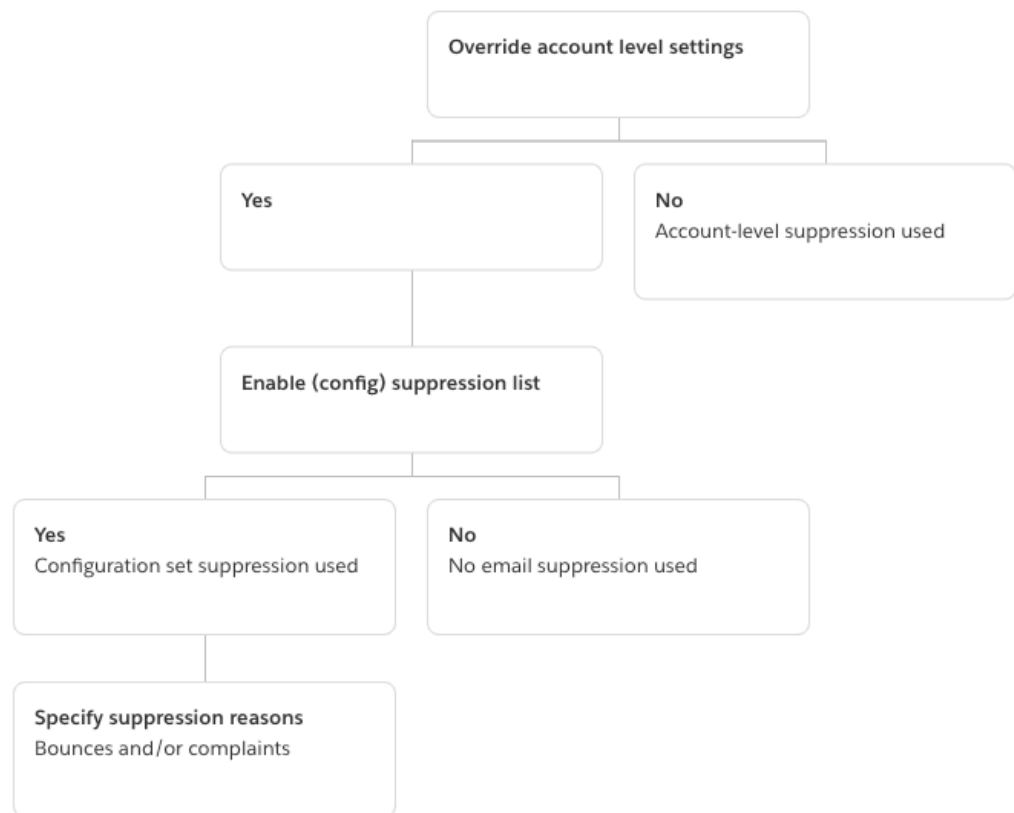 Override account level settings
Yes
No
Account-level suppression used
Enable (config) suppression list
Yes
Configuration set suppression used
No
No email suppression used
Specify suppression reasons
Bounces and/or complaints